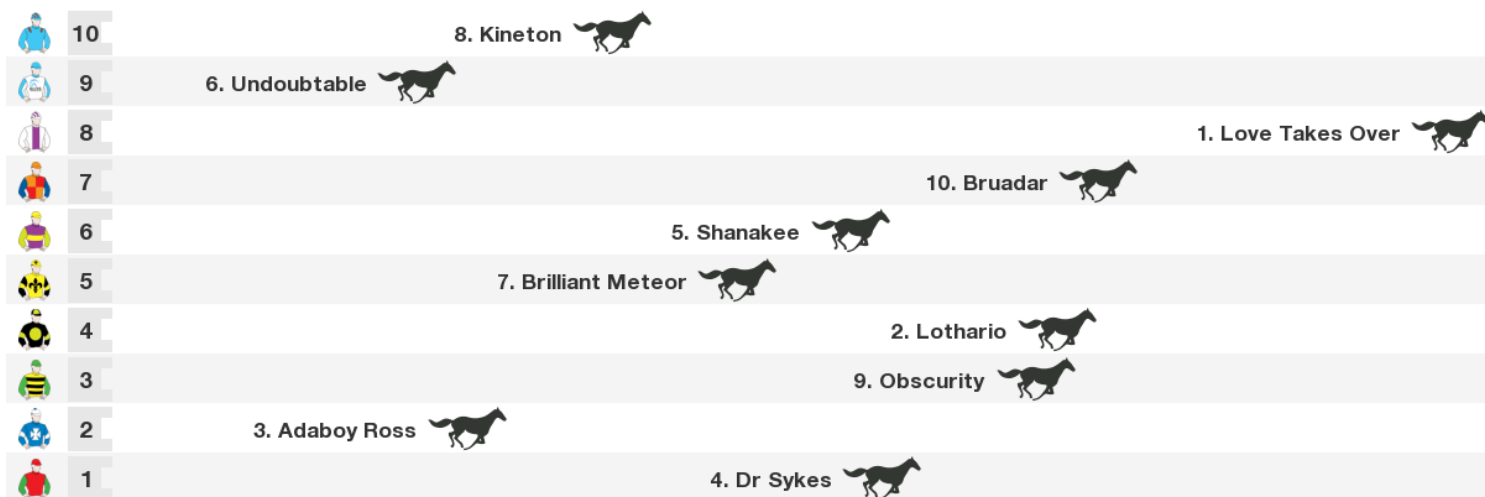 10 8. Kineton
9 6. Undoubtable
8 1. Love Takes Over
7 10. Bruadar
6 5. Shanakee
5 7. Brilliant Meteor
4 2. Lothario
3 9. Obscurity
2 3. Adaboy Ross
1 4. Dr Sykes